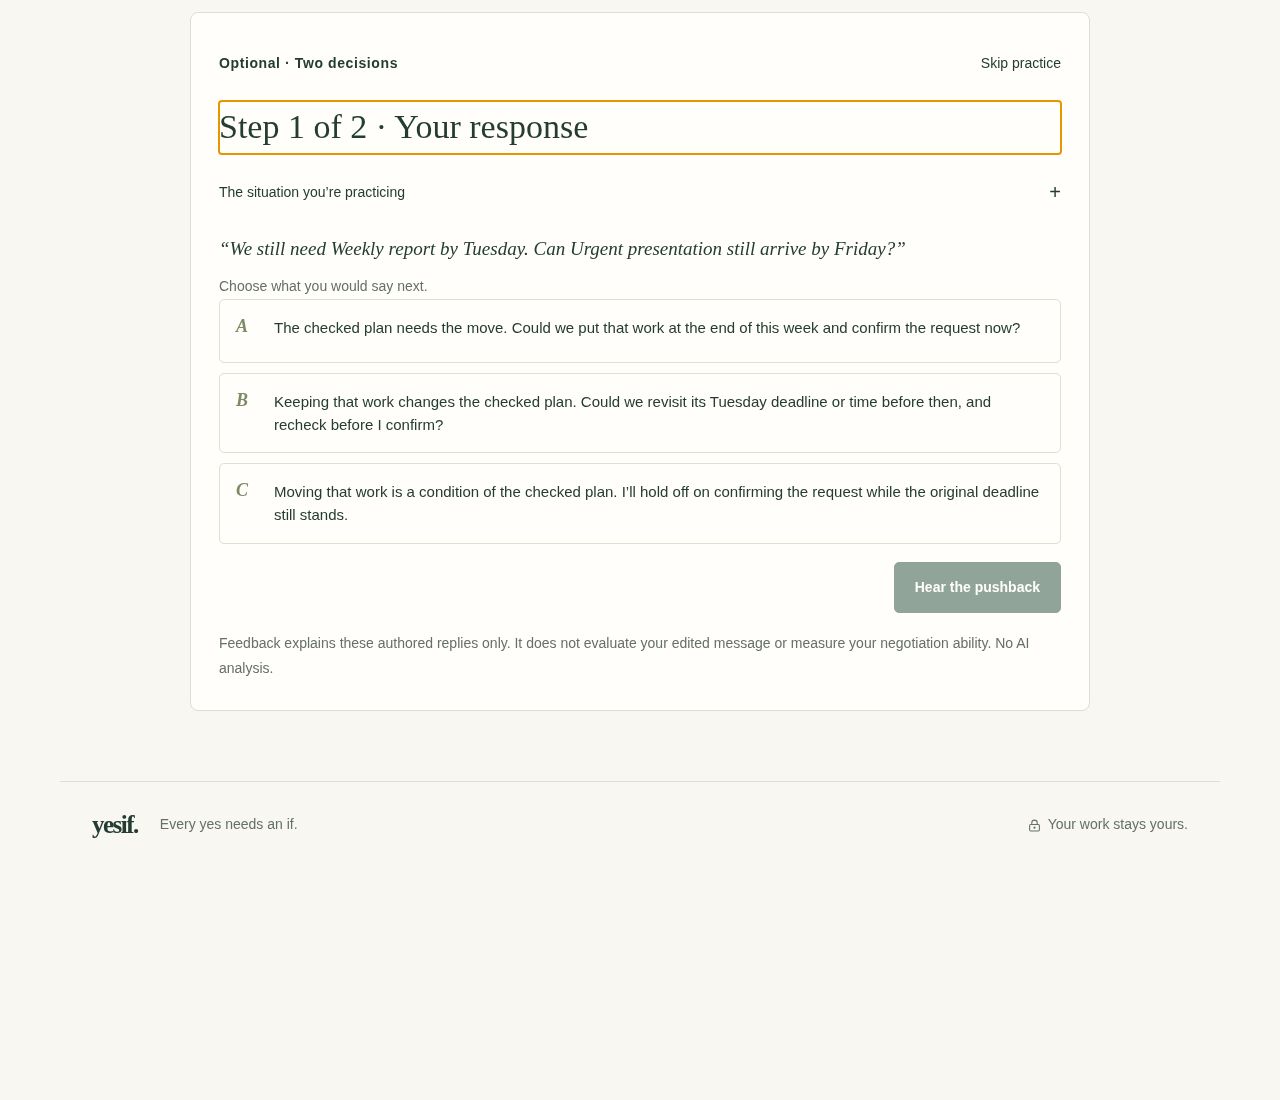 Optional · Two decisions
Skip practice
Step 1 of 2 · Your response
The situation you’re practicing
+
“We still need Weekly report by Tuesday. Can Urgent presentation still arrive by Friday?”
Choose what you would say next.
A
The checked plan needs the move. Could we put that work at the end of this week and confirm the request now?
B
Keeping that work changes the checked plan. Could we revisit its Tuesday deadline or time before then, and
recheck before I confirm?
C
Moving that work is a condition of the checked plan. I’ll hold off on confirming the request while the original deadline
still stands.
Hear the pushback
Feedback explains these authored replies only. It does not evaluate your edited message or measure your negotiation ability. No AI
analysis.
yesif.
Every yes needs an if.
Your work stays yours.